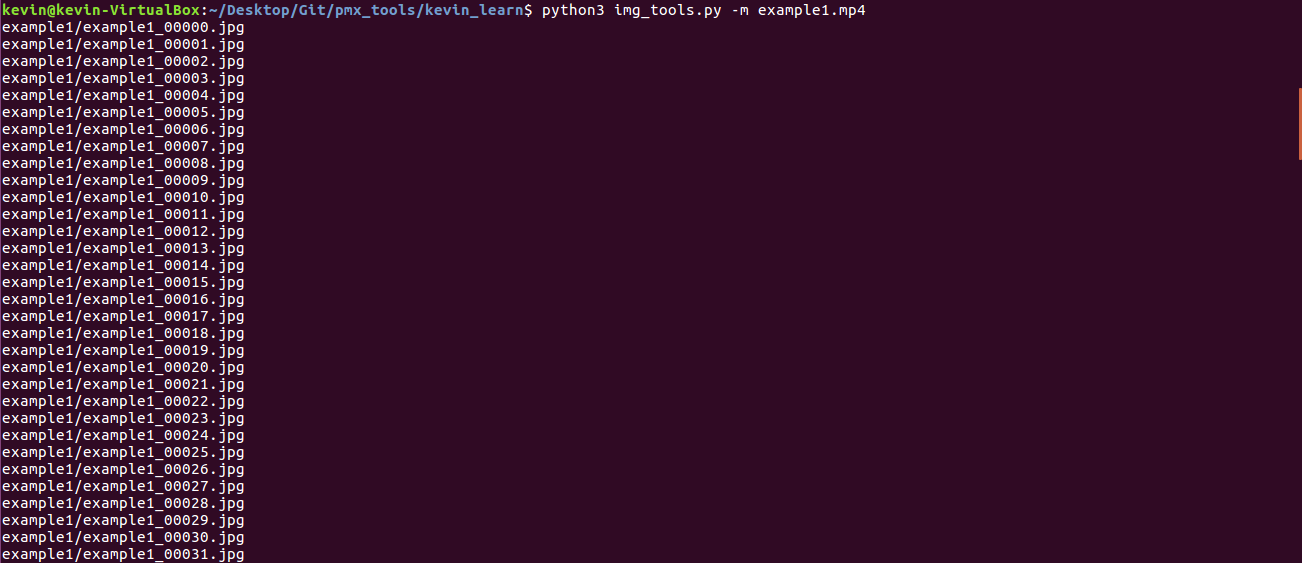 kevin@kevin-VirtualBox:~/Desktop/Git/pmx_tools/kevin_learn$ python3 img_tools.py -m example1.mp4
example1/example1_00000.jpg
example1/example1_00001.jpg
example1/example1_00002.jpg
example1/example1_00003.jpg
example1/example1_00004.jpg
example1/example1_00005.jpg
example1/example1_00006.jpg
example1/example1_00007.jpg
example1/example1_00008.jpg
example1/example1_00009.jpg
example1/example1_00010.jpg
example1/example1_00011.jpg
example1/example1_00012.jpg
example1/example1_00013.jpg
example1/example1_00014.jpg
example1/example1_00015.jpg
example1/example1_00016.jpg
example1/example1_00017.jpg
example1/example1_00018.jpg
example1/example1_00019.jpg
example1/example1_00020.jpg
example1/example1_00021.jpg
example1/example1_00022.jpg
example1/example1_00023.jpg
example1/example1_00024.jpg
example1/example1_00025.jpg
example1/example1_00026.jpg
example1/example1_00027.jpg
example1/example1_00028.jpg
example1/example1_00029.jpg
example1/example1_00030.jpg
example1/example1_00031.jpg